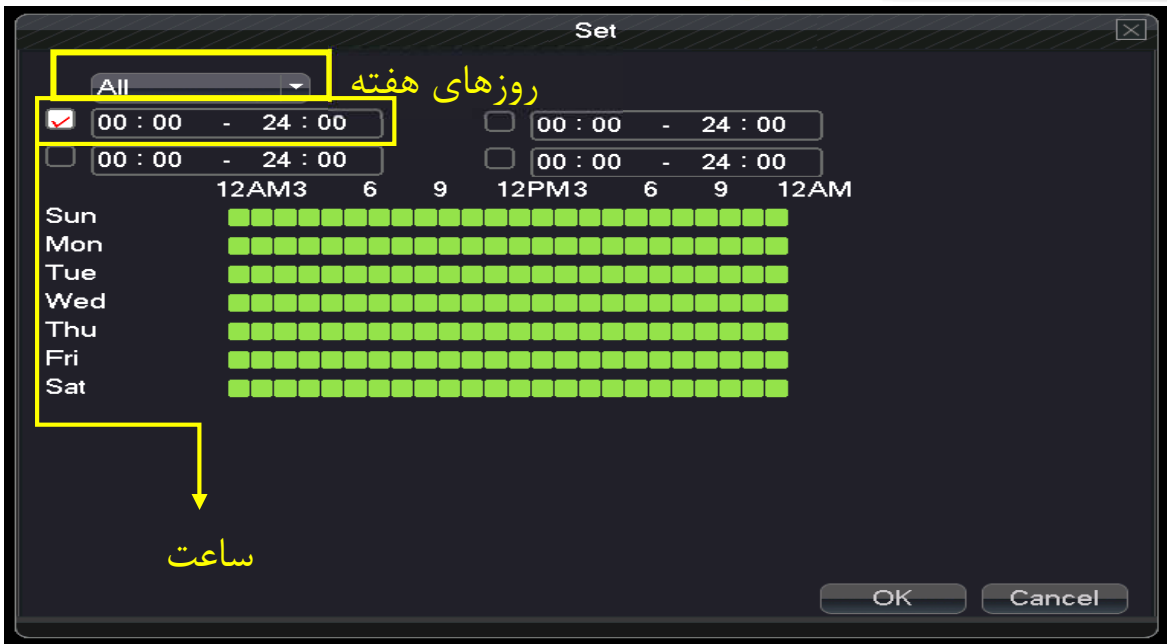 Set
All
روزهای هفته
00 : 00 - 24 : 00 00 : 00 - 24 : 00
00 : 00 - 24 : 00 00 : 00 - 24 : 00
12AM3 6 9 12PM3 6 9 12AM
Sun
Mon
Tue
Wed
Thu
Fri
Sat
ساعت
OK Cancel